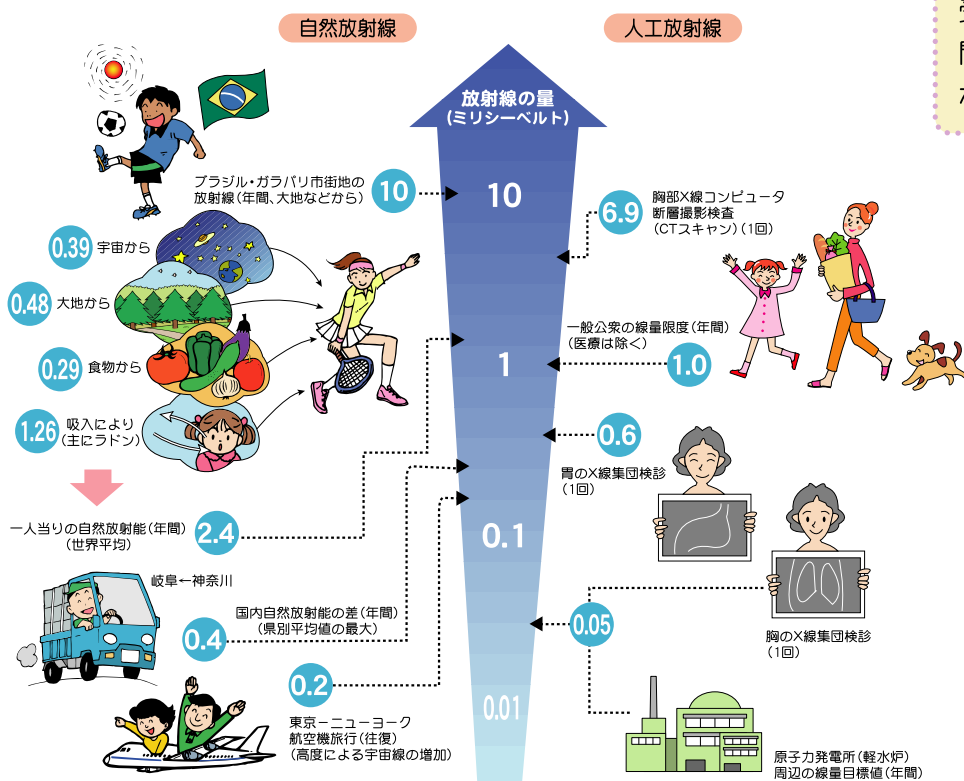 自然放射線
人工放射線
放射線の量
(ミリシーベルト)
ブラジル・ガラパリ市街地の
放射線(年間、大地などから)
10
10
6.9
胸部X線コンピュータ
断層撮影検査
(CTスキャン)(1回)
0.39
宇宙から
0.48
大地から
0.29
食物から
1.26
吸入により
(主にラドン)
一般公衆の線量限度(年間)
(医療は除く)
1.0
1
0.6
胃のX線集団検診
(1回)
一人当りの自然放射能(年間)
(世界平均)
2.4
0.1
岐阜←神奈川
国内自然放射能の差(年間)
(県別平均値の最大)
0.4
0.05
胸のX線集団検診
(1回)
0.2
東京ーニューヨーク
航空機旅行(往復)
(高度による宇宙線の増加)
0.01
原子力発電所(軽水炉)
周辺の線量目標値(年間)